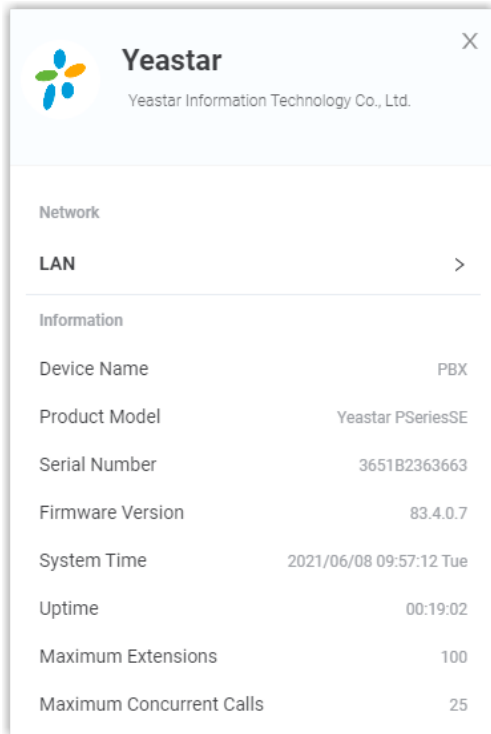 Yeastar
Yeastar Information Technology Co., Ltd.
Network
LAN
Information
Device Name PBX
Product Model Yeastar PSeriesSE
Serial Number 3651B2363663
Firmware Version 83.4.0.7
System Time 2021/06/08 09:57:12 Tue
Uptime 00:19:02
Maximum Extensions 100
Maximum Concurrent Calls 25